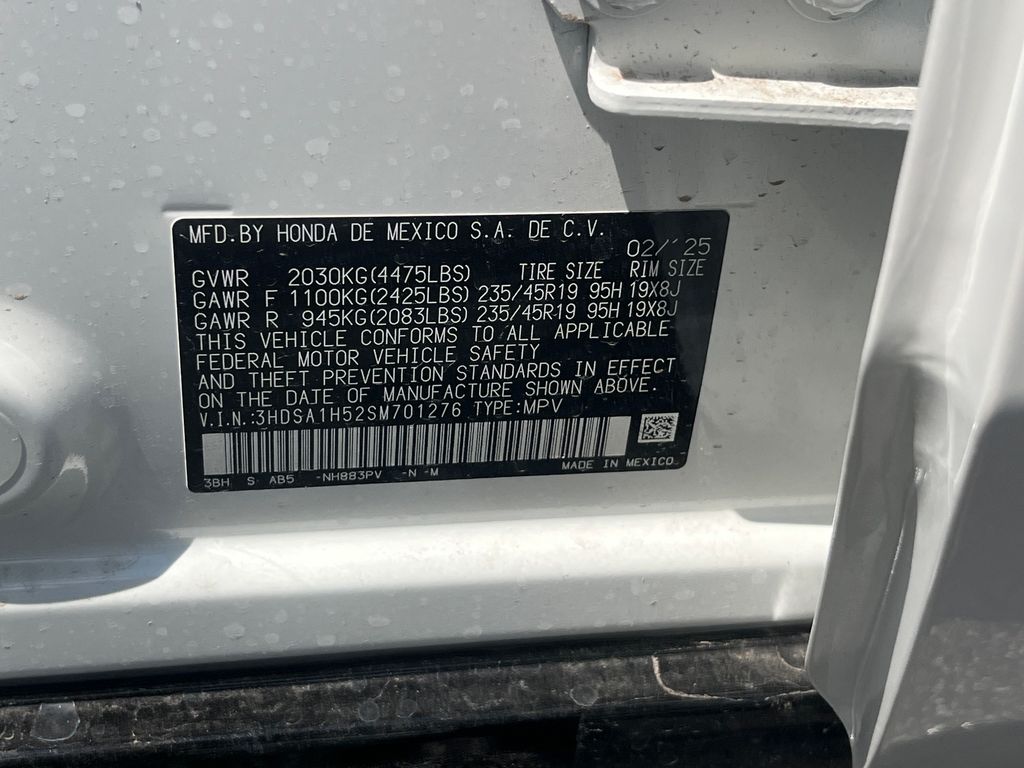 MFD.BY HONDA DE MEXICO S.A. DE C.V.
02/'25
GVWR 2030KG(4475LBS) TIRE SIZE RIM SIZE
GAWR F 1100KG(2425LBS) 235/45R19 95H 19X8J
GAWR R 945KG(2083LBS) 235/45R19 95H 19X8J
THIS VEHICLE CONFORMS TO ALL APPLICABLE
FEDERAL MOTOR VEHICLE SAFETY
AND THEFT PREVENTION STANDARDS IN EFFECT
ON THE DATE OF MANUFACTURE SHOWN ABOVE.
V.I.N.:3HDSA1H52SM701276 TYPE:MPV
MADE IN MEXICO
3BH S AB5 -NH883PV -N -M